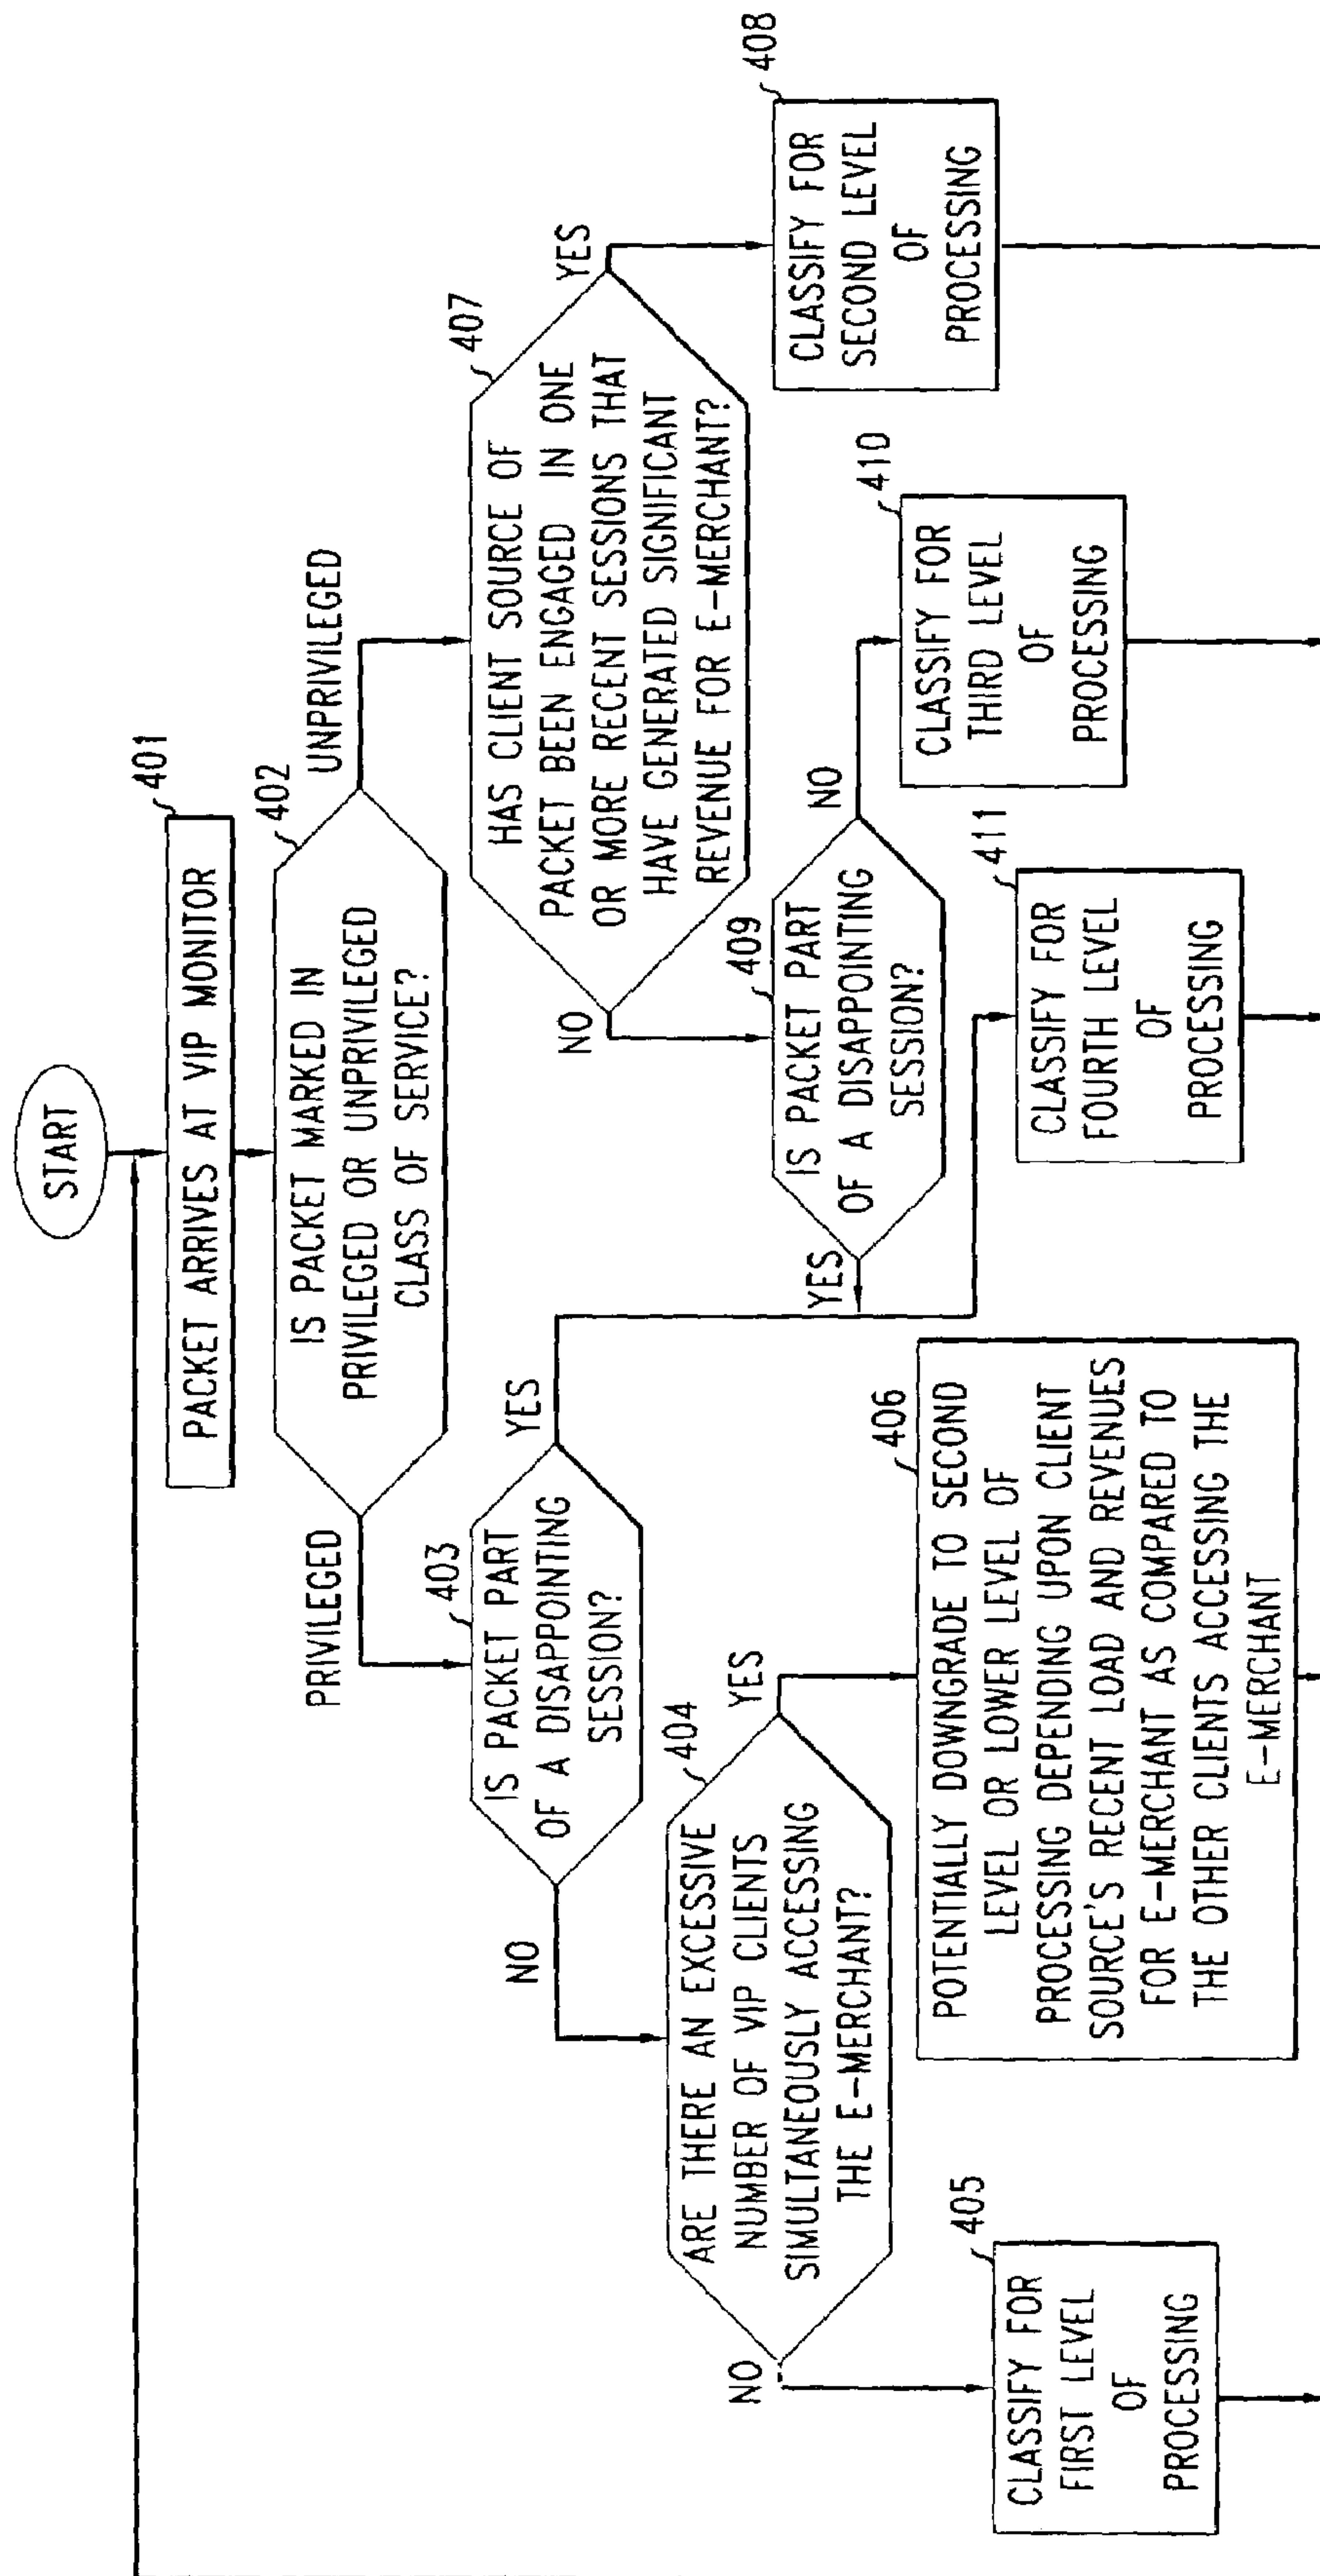 START
401
PACKET ARRIVES AT VIP MONITOR
402
IS PACKET MARKED IN
PRIVILEGED OR UNPRIVILEGED
CLASS OF SERVICE?
PRIVILEGED
UNPRIVILEGED
403
IS PACKET PART
OF A DISAPPOINTING
SESSION?
NO
YES
404
ARE THERE AN EXCESSIVE
NUMBER OF VIP CLIENTS
SIMULTANEOUSLY ACCESSING
THE E-MERCHANT?
NO
YES
405
CLASSIFY FOR
FIRST LEVEL
OF
PROCESSING
406
POTENTIALLY DOWNGRADE TO SECOND
LEVEL OR LOWER LEVEL OF
PROCESSING DEPENDING UPON CLIENT
SOURCE'S RECENT LOAD AND REVENUES
FOR E-MERCHANT AS COMPARED TO
THE OTHER CLIENTS ACCESSING THE
E-MERCHANT
407
HAS CLIENT SOURCE OF
PACKET BEEN ENGAGED IN ONE
OR MORE RECENT SESSIONS THAT
HAVE GENERATED SIGNIFICANT
REVENUE FOR E-MERCHANT?
NO
YES
408
CLASSIFY FOR
SECOND LEVEL
OF
PROCESSING
409
IS PACKET PART
OF A DISAPPOINTING
SESSION?
YES
NO
410
CLASSIFY FOR
THIRD LEVEL
OF
PROCESSING
411
CLASSIFY FOR
FOURTH LEVEL
OF
PROCESSING